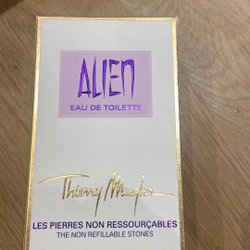 ALIEN
EAU DE TOILETTE
Thierry Mugler
LES PIERRES NON RESSOURÇABLES
THE NON REFILLABLE STONES